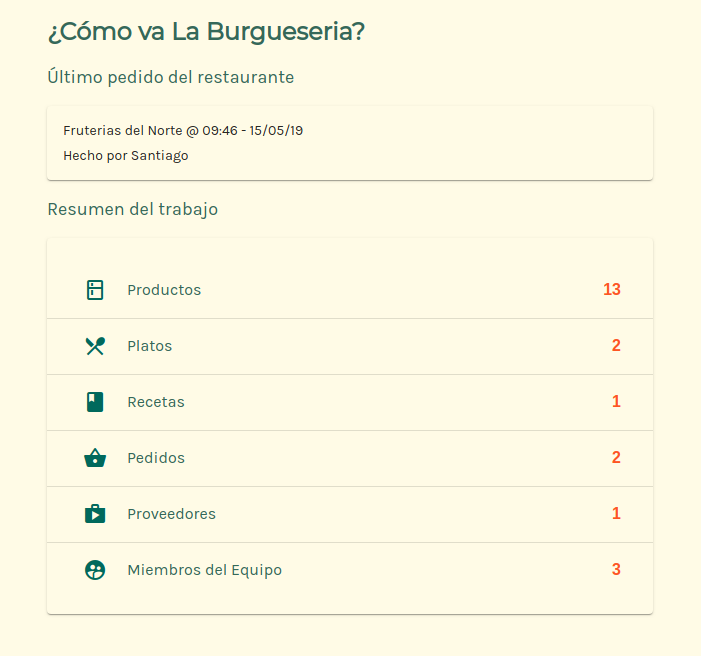 ¿Cómo va La Burgueseria?
Último pedido del restaurante
Fruterias del Norte @ 09:46 - 15/05/19
Hecho por Santiago
Resumen del trabajo
Productos 13
Platos 2
Recetas 1
Pedidos 2
Proveedores 1
Miembros del Equipo 3